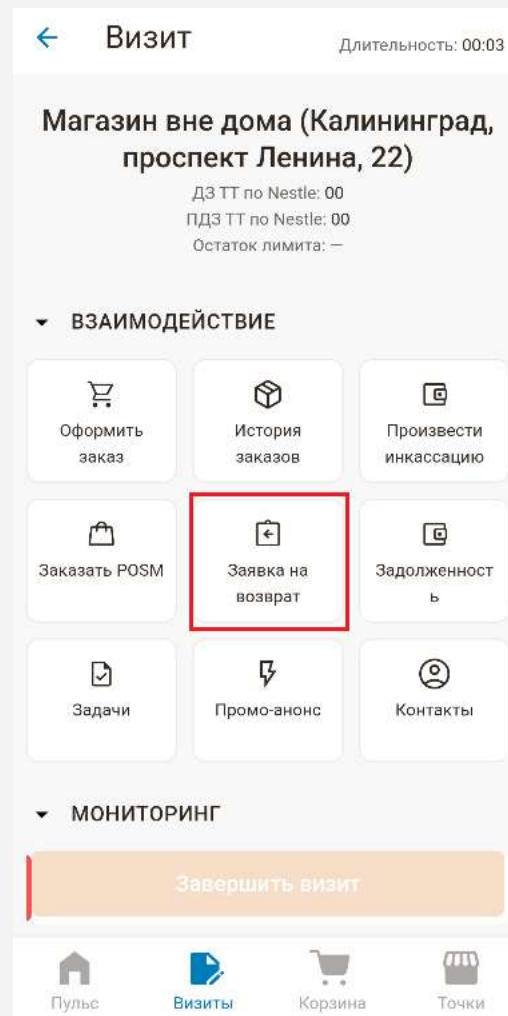 Визит
Длительность: 00:03
Магазин вне дома (Калининград,
проспект Ленина, 22)
ДЗ ТТ по Nestle: 00
ПДЗ ТТ по Nestle: 00
Остаток лимита: —
ВЗАИМОДЕЙСТВИЕ
Оформить
заказ
История
заказов
Произвести
инкассацию
Заказать POSM
Заявка на
возврат
Задолженност
ь
Задачи
Промо-анонс
Контакты
МОНИТОРИНГ
Завершить визит
Пульс
Визиты
Корзина
Точки